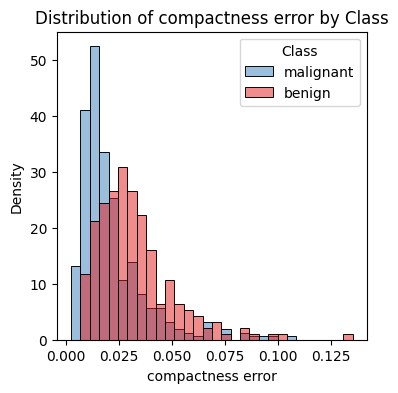 Distribution of compactness error by Class
Class
malignant
benign
Density
50
40
30
20
10
0
0.000 0.025 0.050 0.075 0.100 0.125
compactness error